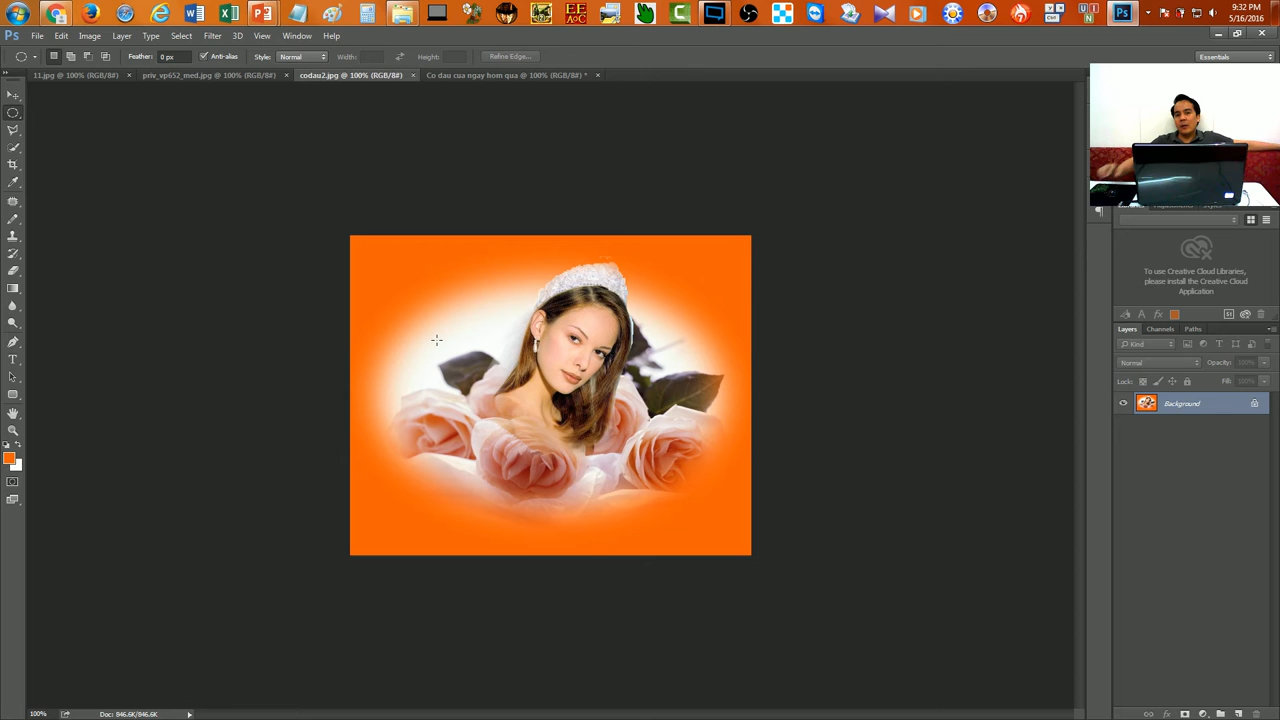 9:32 PM
5/16/2016
Ps File Edit Image Layer Type Select Filter 3D View Window Help
Feather: 0 px Anti-alias Style: Normal Width: Height: Refine Edge... Essentials
11.jpg @ 100% (RGB/8#) × priv_vp652_med.jpg @ 100% (RGB/8#) × codau2.jpg @ 100% (RGB/8#) × Co dau cua ngay hom qua @ 100% (RGB/8#) * ×
To use Creative Cloud Libraries,
please install the Creative Cloud
Application
Layers Channels Paths
Kind
Normal Opacity: 100%
Lock: Fill: 100%
Background
100% Doc: 846.6K/846.6K